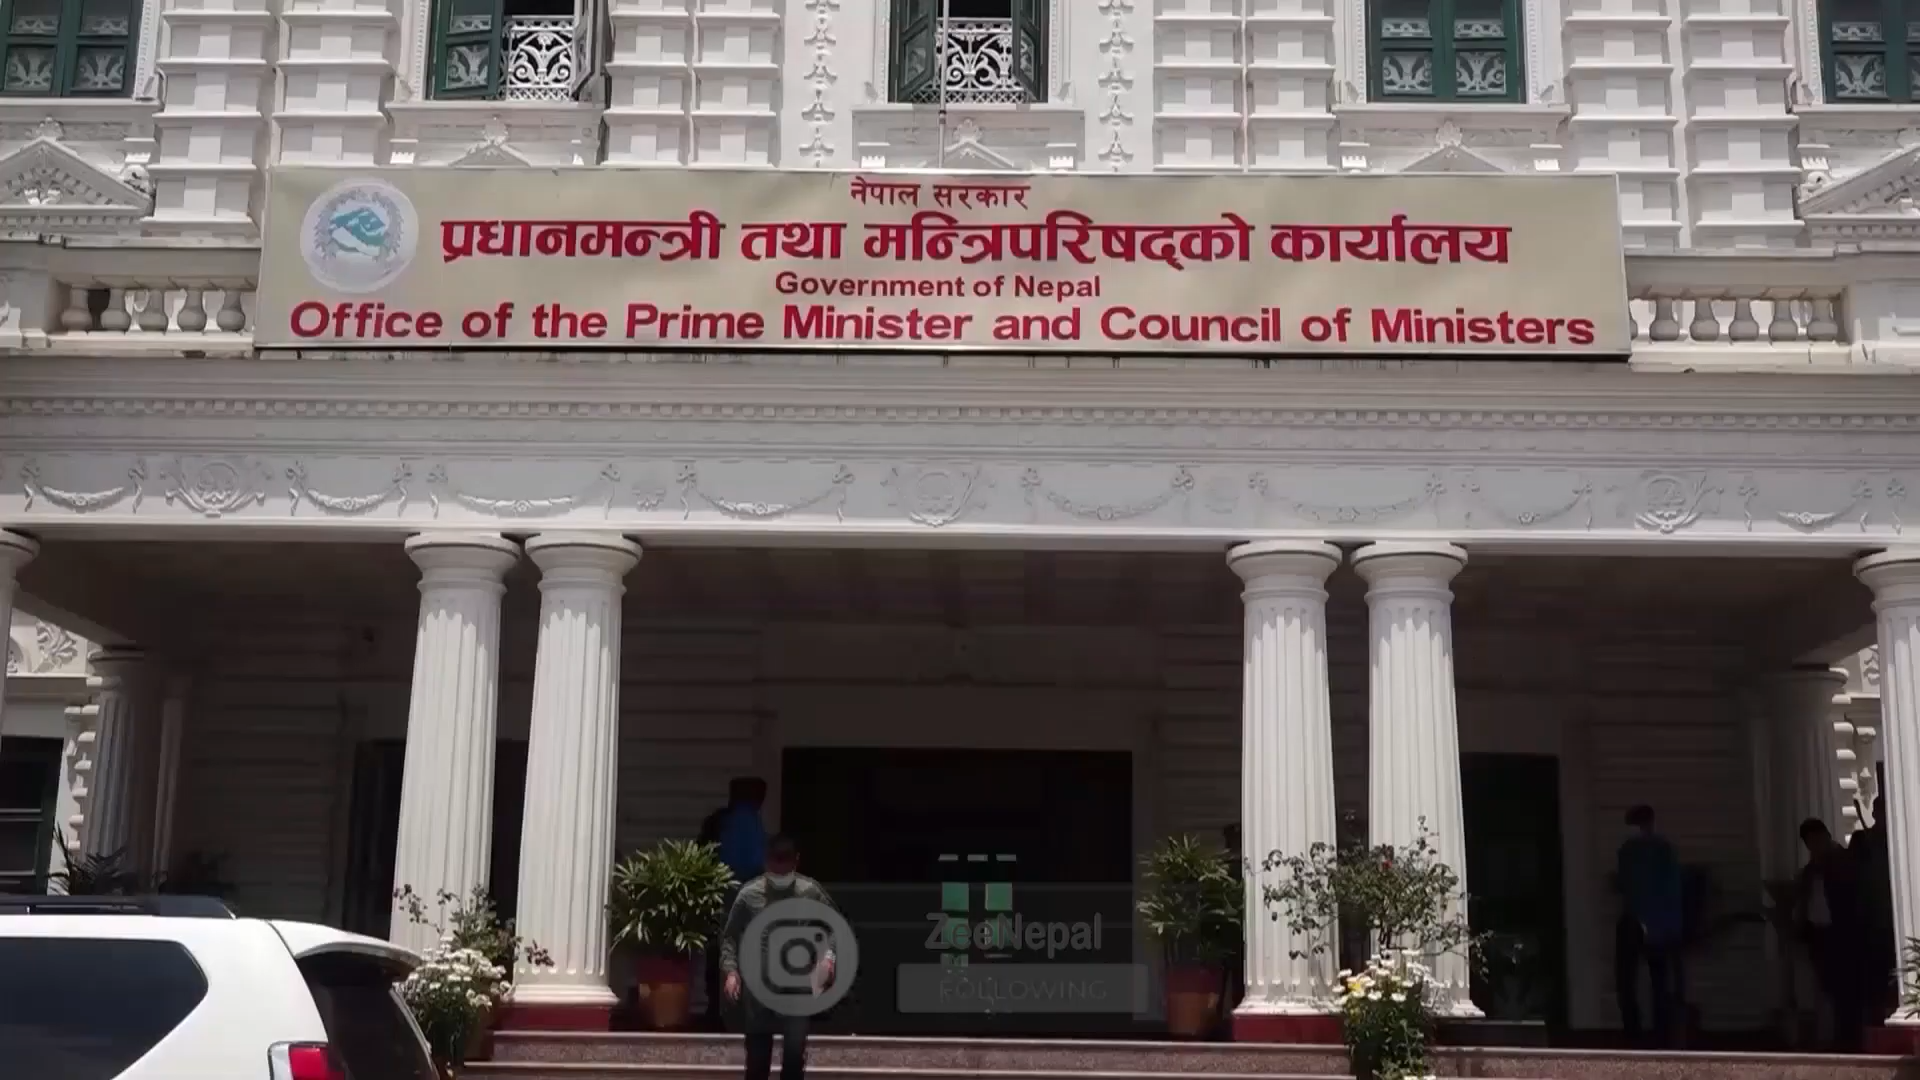 नेपाल सरकार
प्रधानमन्त्री तथा मन्त्रिपरिषद्को कार्यालय
Government of Nepal
Office of the Prime Minister and Council of Ministers
ZeeNepal
FOLLOWING